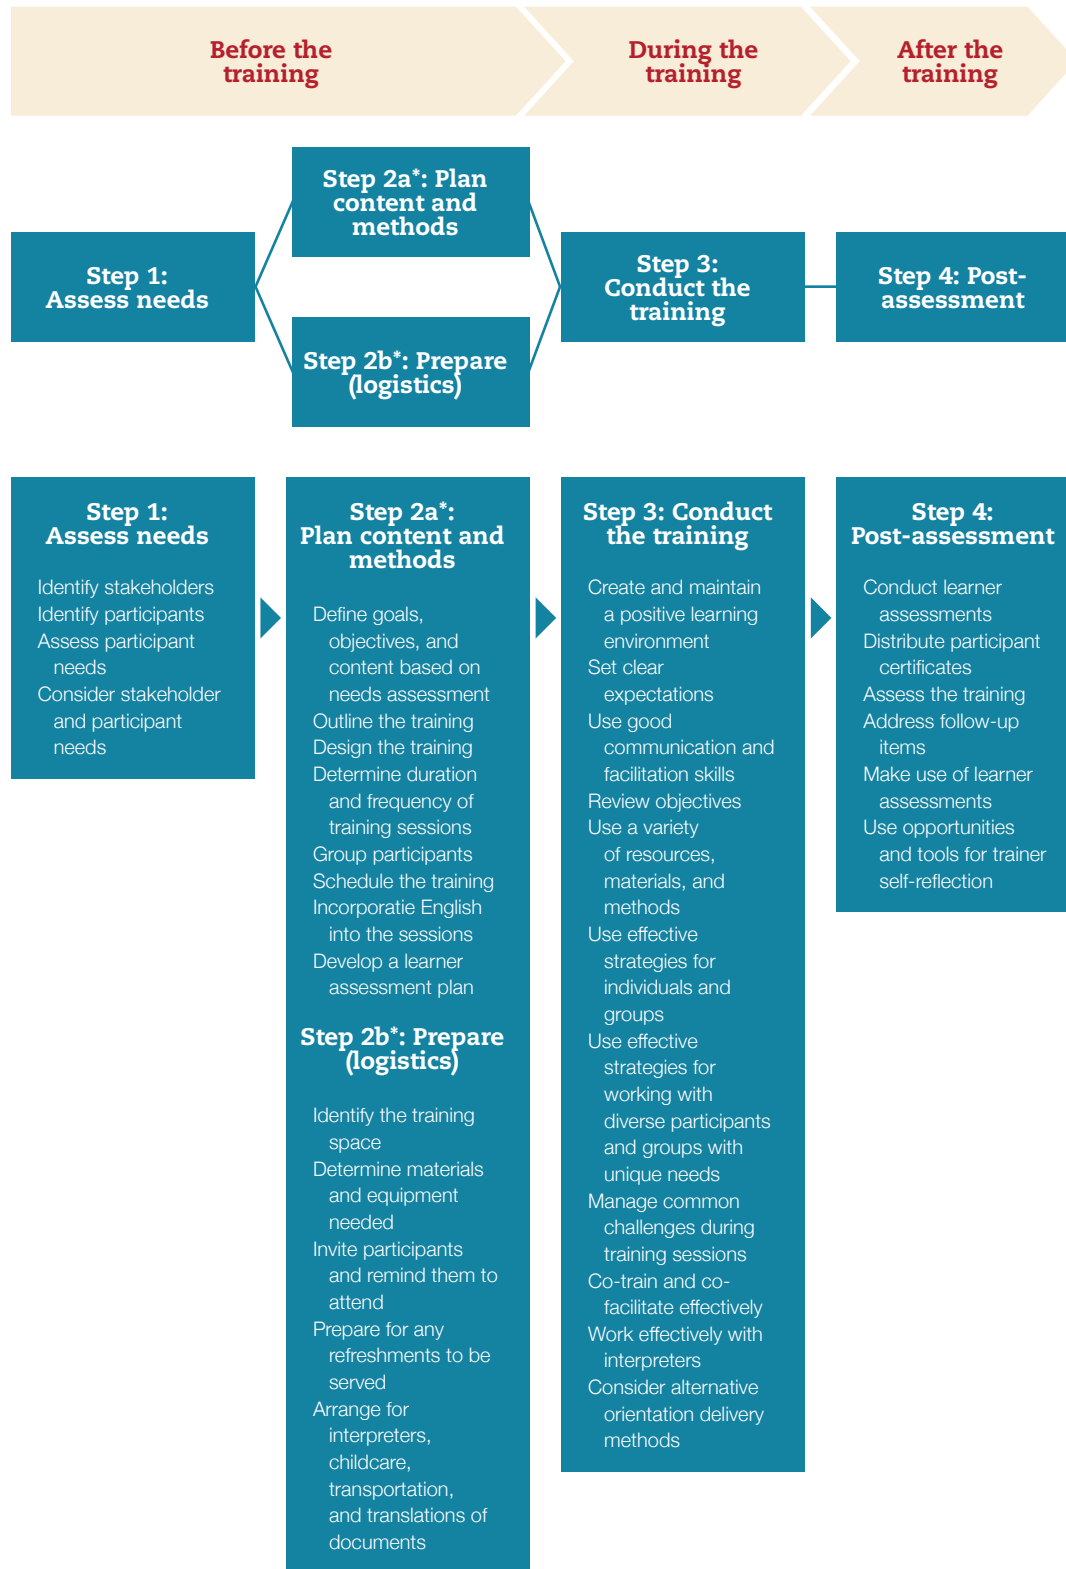 Before the
training
During the
training
After the
training
Step 2a*: Plan
content and
methods
Step 1:
Assess needs
Step 3:
Conduct the
training
Step 4: Post-
assessment
Step 2b*: Prepare
(logistics)
Step 1:
Assess needs
Identify stakeholders
Identify participants
Assess participant
needs
Consider stakeholder
and participant
needs
Step 2a*:
Plan content and
methods
Define goals,
objectives, and
content based on
needs assessment
Outline the training
Design the training
Determine duration
and frequency of
training sessions
Group participants
Schedule the training
Incorporatie English
into the sessions
Develop a learner
assessment plan
Step 2b*: Prepare
(logistics)
Identify the training
space
Determine materials
and equipment
needed
Invite participants
and remind them to
attend
Prepare for any
refreshments to be
served
Arrange for
interpreters,
childcare,
transportation,
and translations of
documents
Step 3: Conduct
the training
Create and maintain
a positive learning
environment
Set clear
expectations
Use good
communication and
facilitation skills
Review objectives
Use a variety
of resources,
materials, and
methods
Use effective
strategies for
individuals and
groups
Use effective
strategies for
working with
diverse participants
and groups with
unique needs
Manage common
challenges during
training sessions
Co-train and co-
facilitate effectively
Work effectively with
interpreters
Consider alternative
orientation delivery
methods
Step 4:
Post-assessment
Conduct learner
assessments
Distribute participant
certificates
Assess the training
Address follow-up
items
Make use of learner
assessments
Use opportunities
and tools for trainer
self-reflection